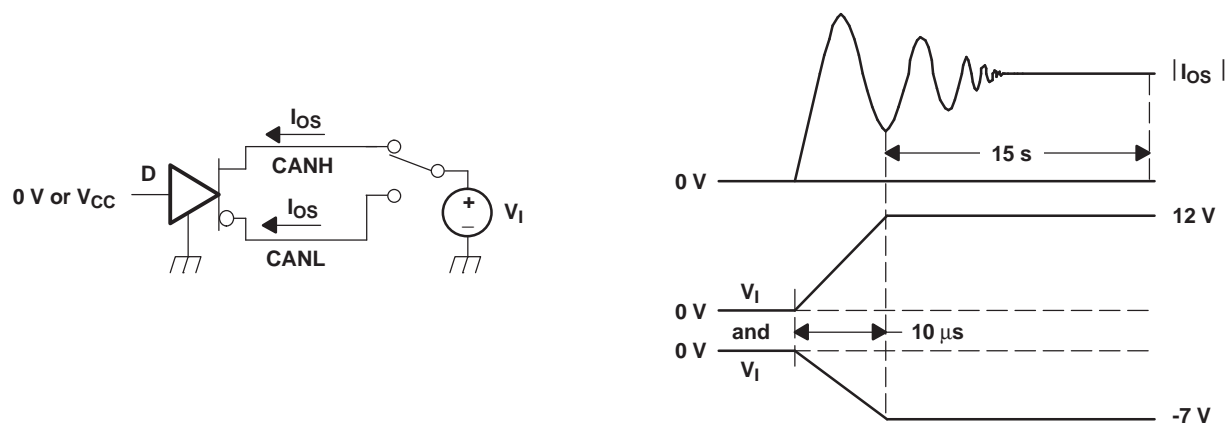 I_OS
CANH
D
0 V or V_CC
I_OS
CANL
+
–
V_I
|I_OS|
15 s
0 V
12 V
V_I
0 V
and
10 μs
0 V
V_I
-7 V